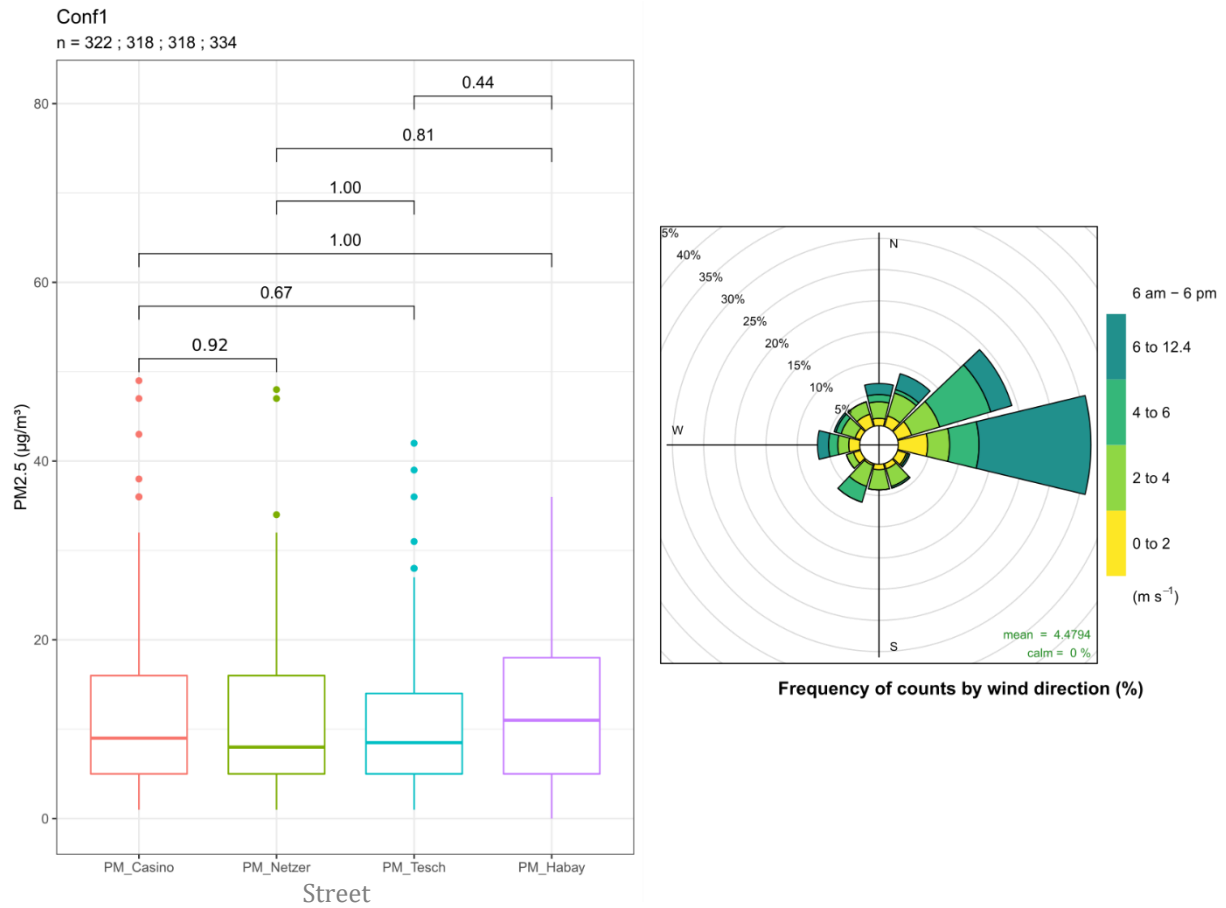 Conf1
n = 322 ; 318 ; 318 ; 334
80
60
40
20
0
PM2.5 (µg/m³)
0.44
0.81
1.00
1.00
0.67
0.92
PM_Casino
PM_Netzer
PM_Tesch
PM_Habay
Street
5%
40%
35%
30%
25%
20%
15%
10%
5%
N
W
S
mean = 4.4794
calm = 0 %
6 am − 6 pm
6 to 12.4
4 to 6
2 to 4
0 to 2
(m s⁻¹)
Frequency of counts by wind direction (%)